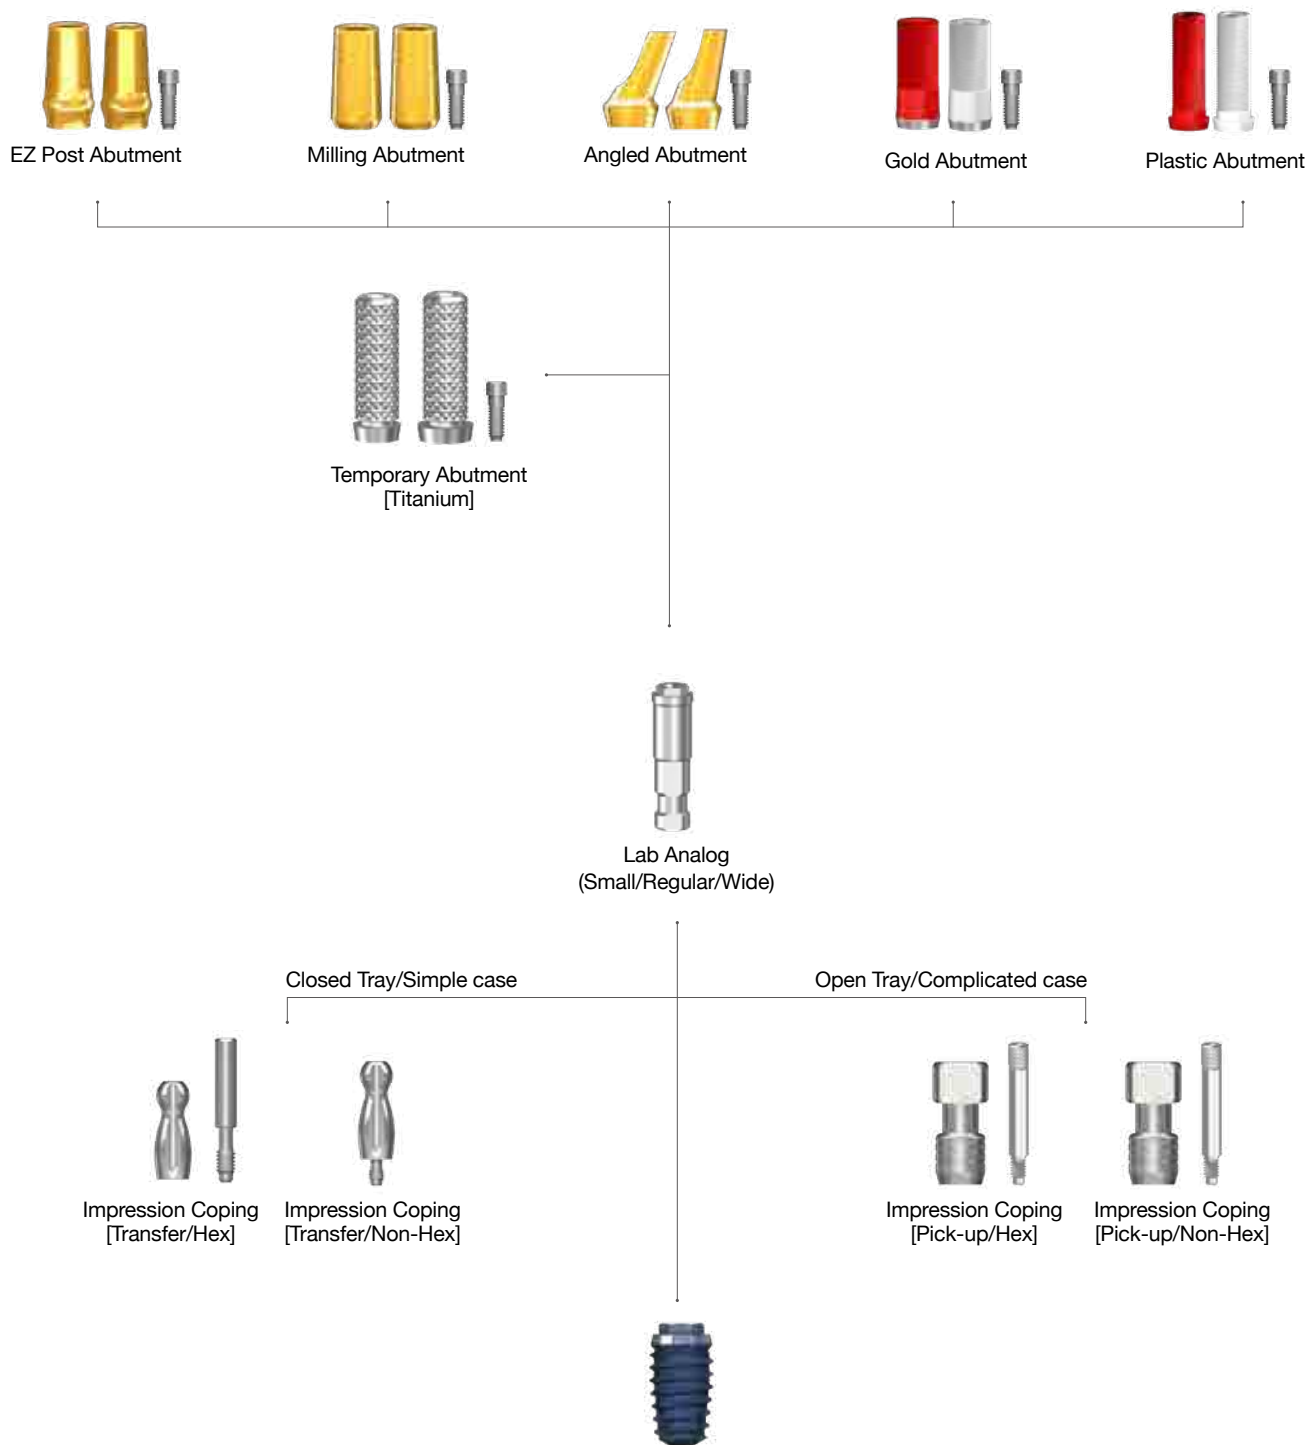 EZ Post Abutment
Milling Abutment
Angled Abutment
Gold Abutment
Plastic Abutment
Temporary Abutment
[Titanium]
Lab Analog
(Small/Regular/Wide)
Closed Tray/Simple case
Open Tray/Complicated case
Impression Coping
[Transfer/Hex]
Impression Coping
[Transfer/Non-Hex]
Impression Coping
[Pick-up/Hex]
Impression Coping
[Pick-up/Non-Hex]